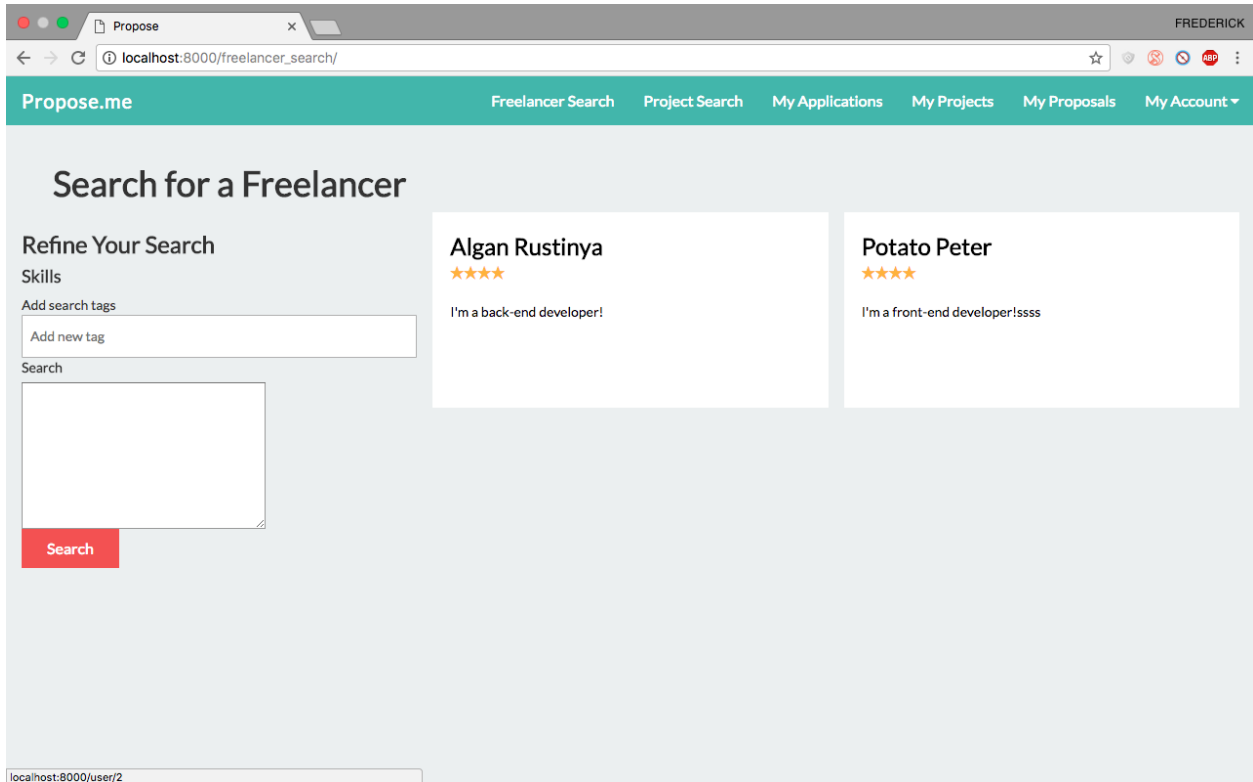 Propose
FREDERICK
localhost:8000/freelancer_search/
ABP
Propose.me
Freelancer Search Project Search My Applications My Projects My Proposals My Account
Search for a Freelancer
Refine Your Search
Skills
Add search tags
Add new tag
Search
Search
Algan Rustinya
I'm a back-end developer!
Potato Peter
I'm a front-end developer!ssss
localhost:8000/user/2